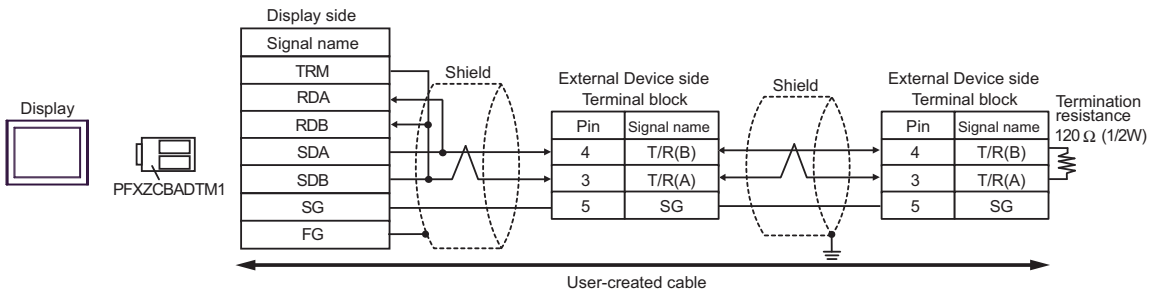 Display
PFXZCBADTM1
Display side
Signal name
TRM
RDA
RDB
SDA
SDB
SG
FG
Shield
External Device side
Terminal block
Pin Signal name
4 T/R(B)
3 T/R(A)
5 SG
Shield
External Device side
Terminal block
Pin Signal name
4 T/R(B)
3 T/R(A)
5 SG
Termination
resistance
120 Ω (1/2W)
User-created cable